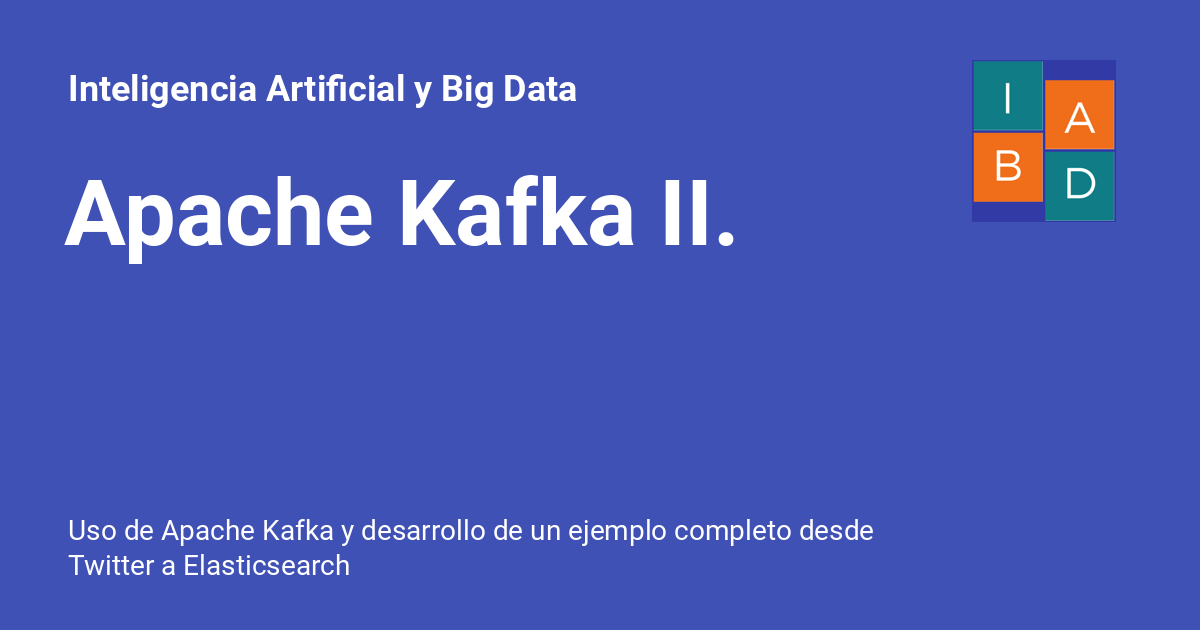 Inteligencia Artificial y Big Data
I A
B D
Apache Kafka II.
Uso de Apache Kafka y desarrollo de un ejemplo completo desde
Twitter a Elasticsearch